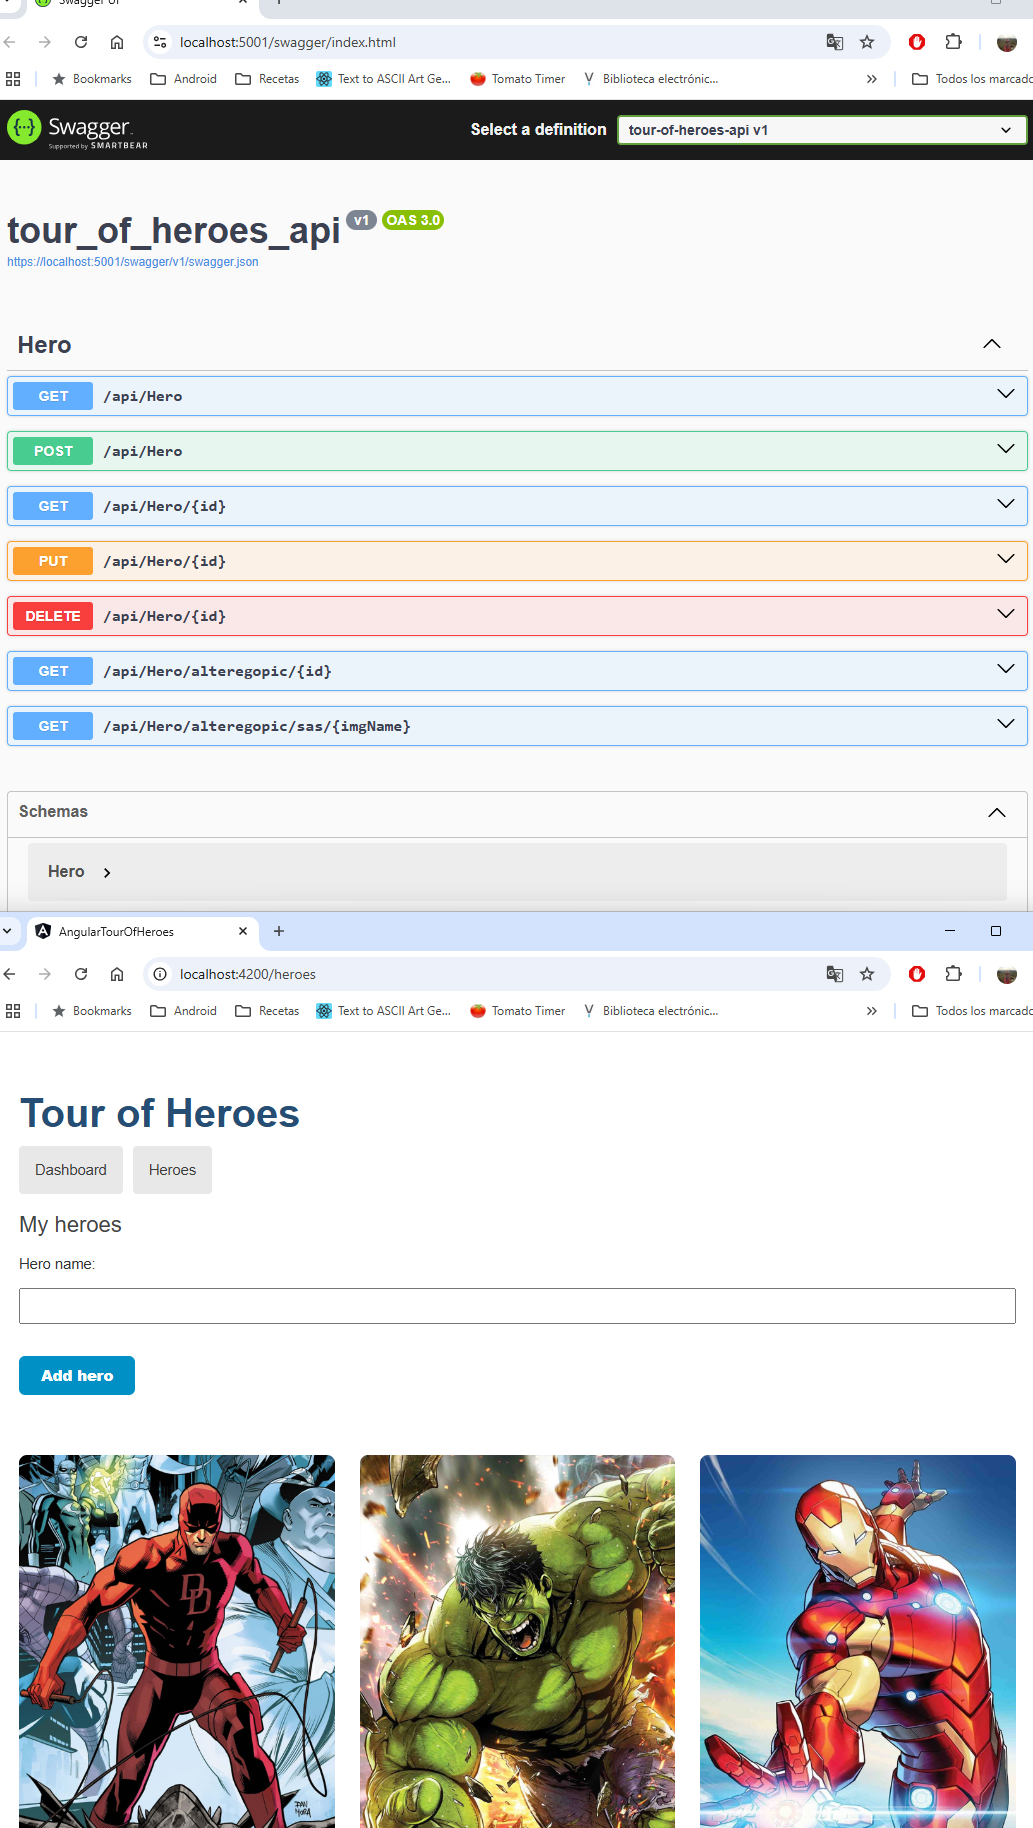 Swagger UI
localhost:5001/swagger/index.html
Bookmarks Android Recetas Text to ASCII Art Ge... Tomato Timer Biblioteca electrónic... » Todos los marcado
Swagger Select a definition tour-of-heroes-api v1
Supported by SMARTBEAR
tour_of_heroes_api v1 OAS 3.0
https://localhost:5001/swagger/v1/swagger.json
Hero
GET /api/Hero
POST /api/Hero
GET /api/Hero/{id}
PUT /api/Hero/{id}
DELETE /api/Hero/{id}
GET /api/Hero/alteregopic/{id}
GET /api/Hero/alteregopic/sas/{imgName}
Schemas
Hero
AngularTourOfHeroes
localhost:4200/heroes
Bookmarks Android Recetas Text to ASCII Art Ge... Tomato Timer Biblioteca electrónic... » Todos los marcado
Tour of Heroes
Dashboard Heroes
My heroes
Hero name:
Add hero
DD
DAN
MORA